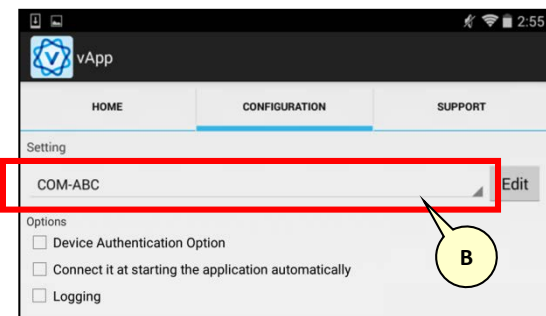 2:55
vApp
HOME CONFIGURATION SUPPORT
Setting
COM-ABC Edit
Options
Device Authentication Option
Connect it at starting the application automatically
Logging
B